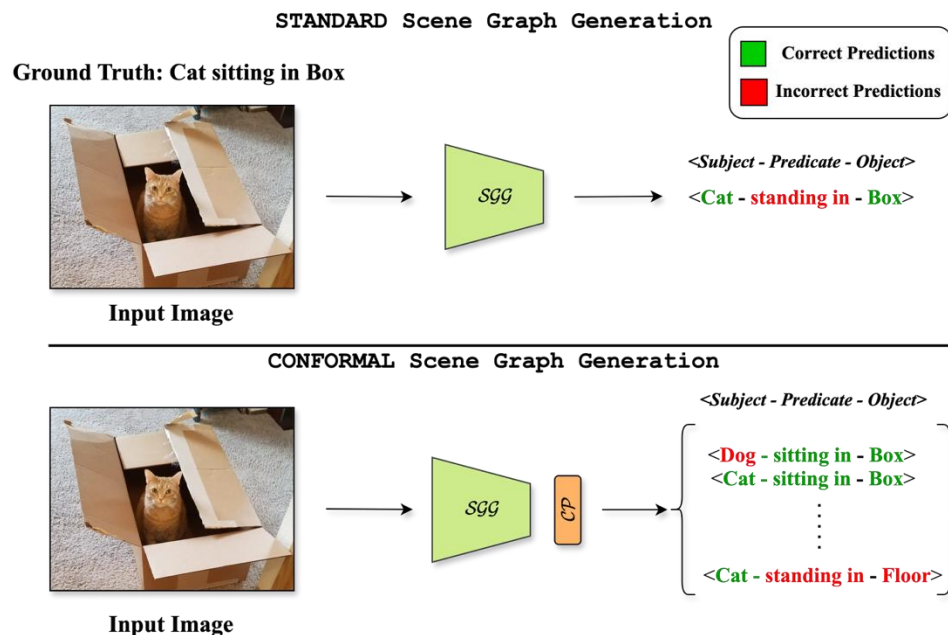 STANDARD Scene Graph Generation
Correct Predictions
Incorrect Predictions
Ground Truth: Cat sitting in Box
<Subject - Predicate - Object>
SGG
<Cat - standing in - Box>
Input Image
CONFORMAL Scene Graph Generation
<Subject - Predicate - Object>
<Dog - sitting in - Box>
<Cat - sitting in - Box>
SGG
CP
<Cat - standing in - Floor>
Input Image